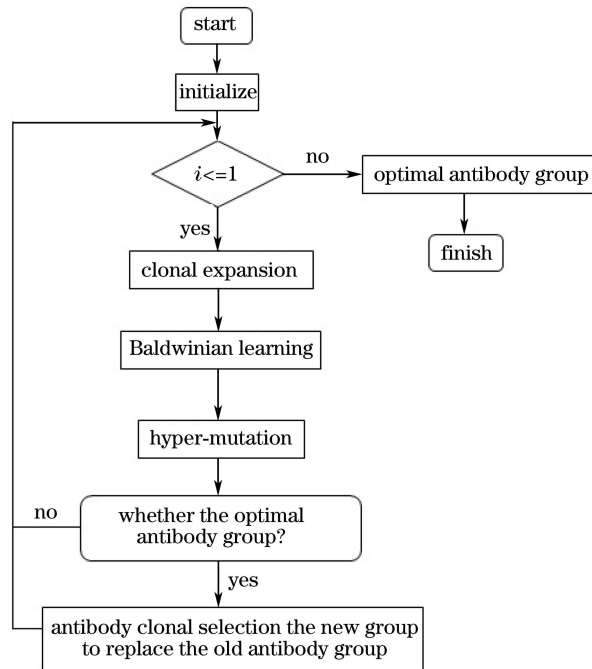 start
initialize
i<=1
no
optimal antibody group
yes
finish
clonal expansion
Baldwinian learning
hyper-mutation
no
whether the optimal
antibody group?
yes
antibody clonal selection the new group
to replace the old antibody group